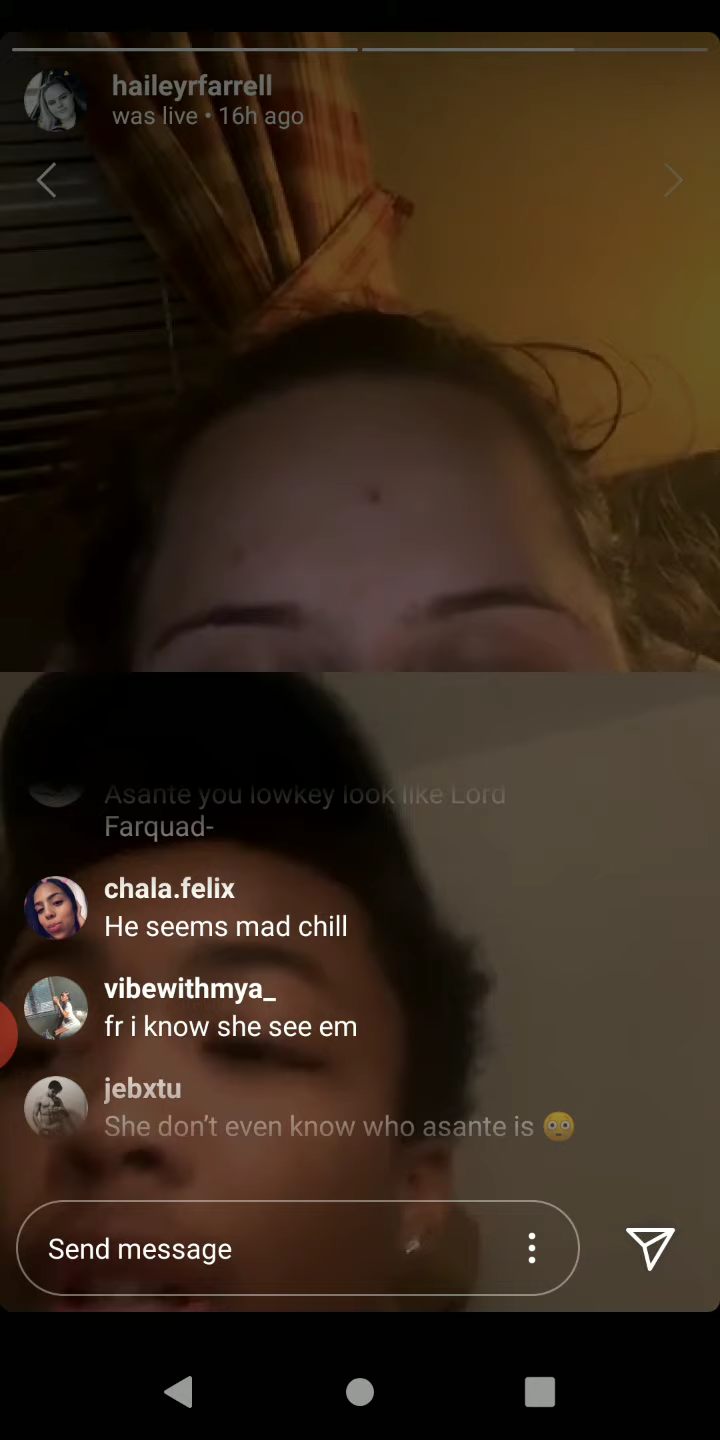 haileyrfarrell
was live • 16h ago
Asante you lowkey look like Lord
Farquad-
chala.felix
He seems mad chill
vibewithmya_
fr i know she see em
jebxtu
She don’t even know who asante is 😳
Send message